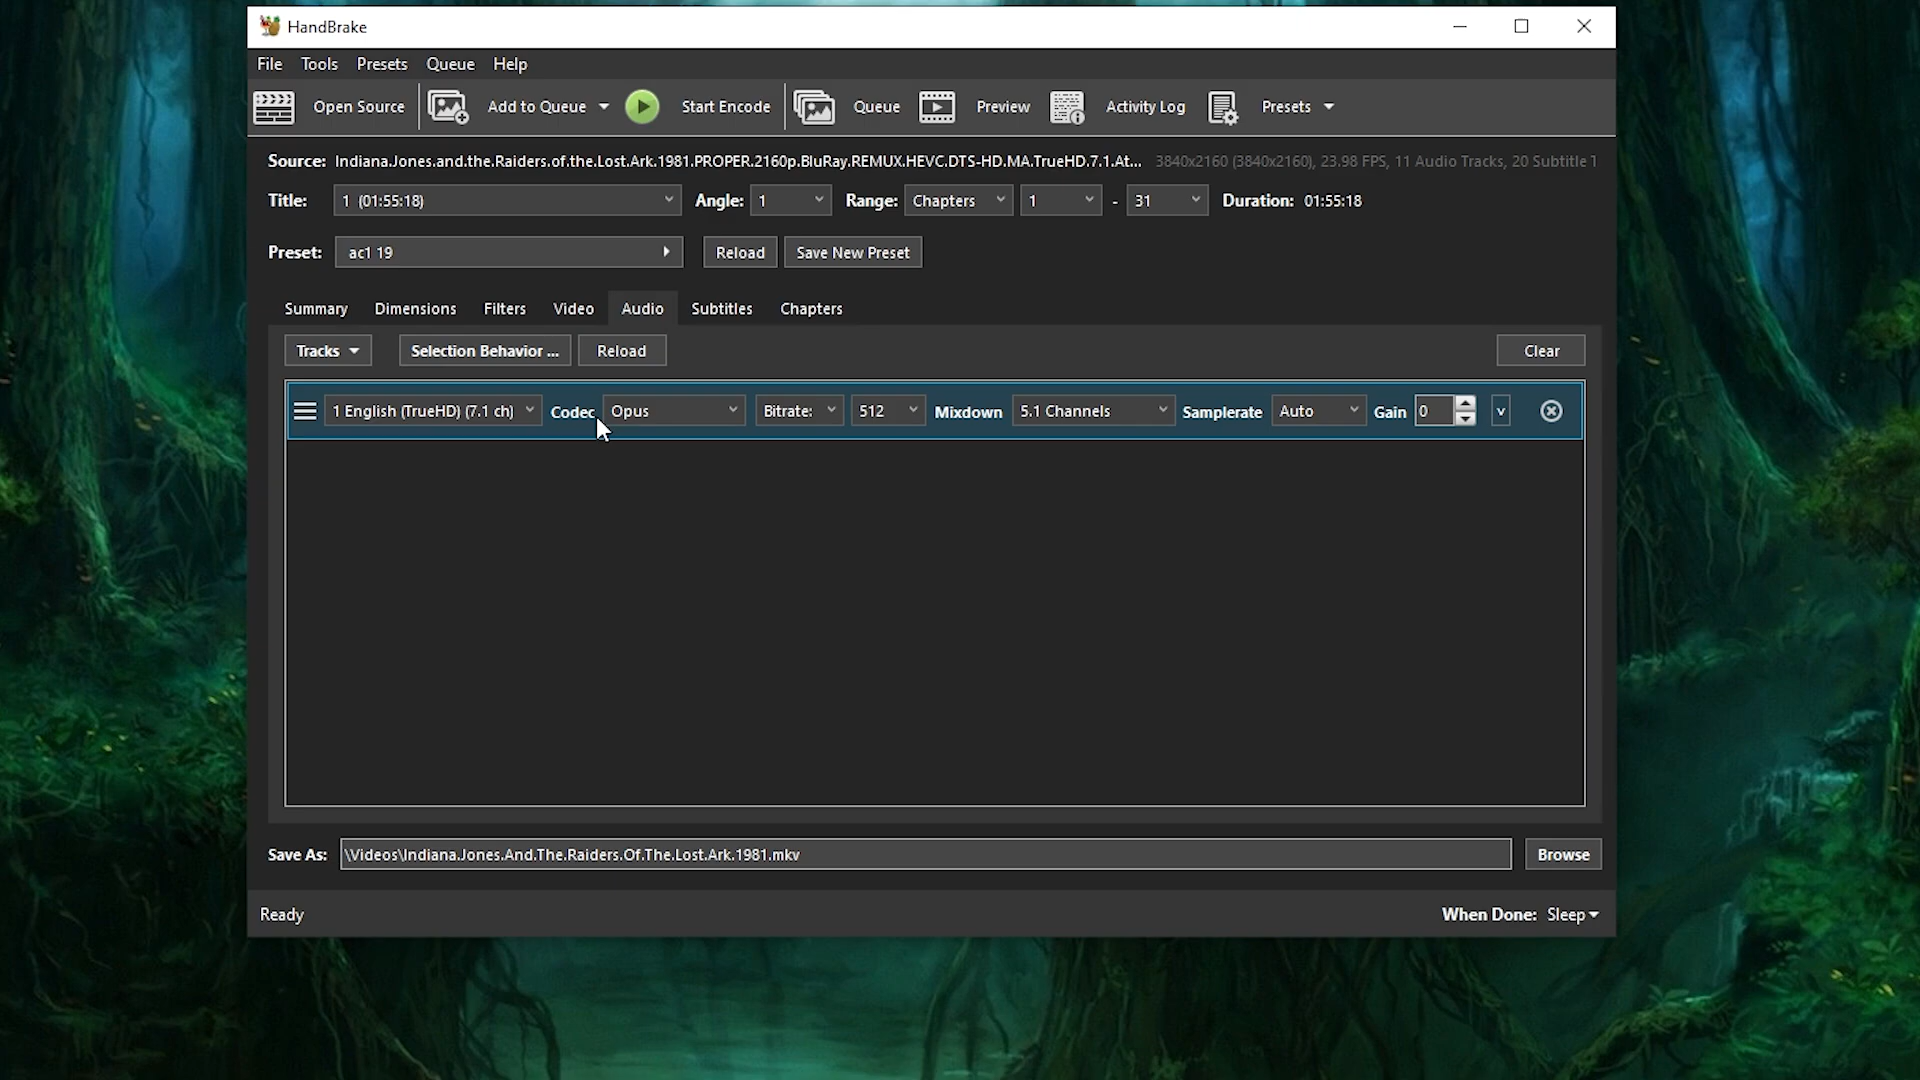 HandBrake
File Tools Presets Queue Help
Open Source Add to Queue Start Encode Queue Preview Activity Log Presets
Source: Indiana.Jones.and.the.Raiders.of.the.Lost.Ark.1981.PROPER.2160p.BluRay.REMUX.HEVC.DTS-HD.MA.TrueHD.7.1.At... 3840x2160 (3840x2160), 23.98 FPS, 11 Audio Tracks, 20 Subtitle T
Title: 1 (01:55:18) Angle: 1 Range: Chapters 1 - 31 Duration: 01:55:18
Preset: ac1 19 Reload Save New Preset
Summary Dimensions Filters Video Audio Subtitles Chapters
Tracks Selection Behavior ... Reload Clear
1 English (TrueHD) (7.1 ch) Codec Opus Bitrate: 512 Mixdown 5.1 Channels Samplerate Auto Gain 0 v
Save As: \Videos\Indiana.Jones.And.The.Raiders.Of.The.Lost.Ark.1981.mkv Browse
Ready When Done: Sleep